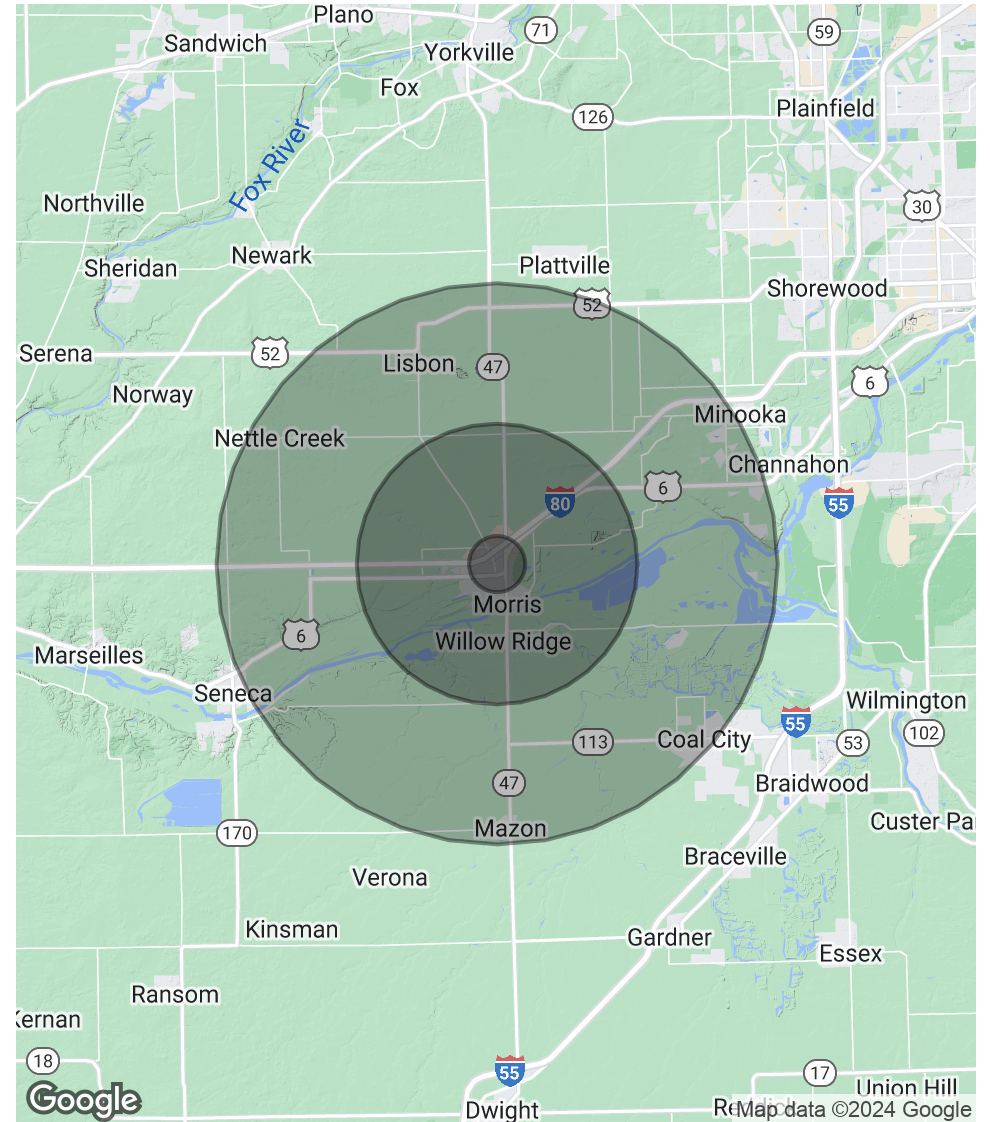 Plano
71
59
Sandwich
Yorkville
Fox
Plainfield
126
Fox River
Northville
30
Newark
Sheridan
Plattville
Shorewood
52
Serena
52
Lisbon
47
6
Norway
Minooka
Nettle Creek
Channahon
6
80
55
Morris
6
Willow Ridge
Marseilles
Seneca
Wilmington
55
102
113
Coal City
53
47
Braidwood
Custer Pa
170
Mazon
Braceville
Verona
Kinsman
Gardner
Essex
Ransom
Kernan
18
55
17
Union Hill
Google
Dwight
Map data ©2024 Google